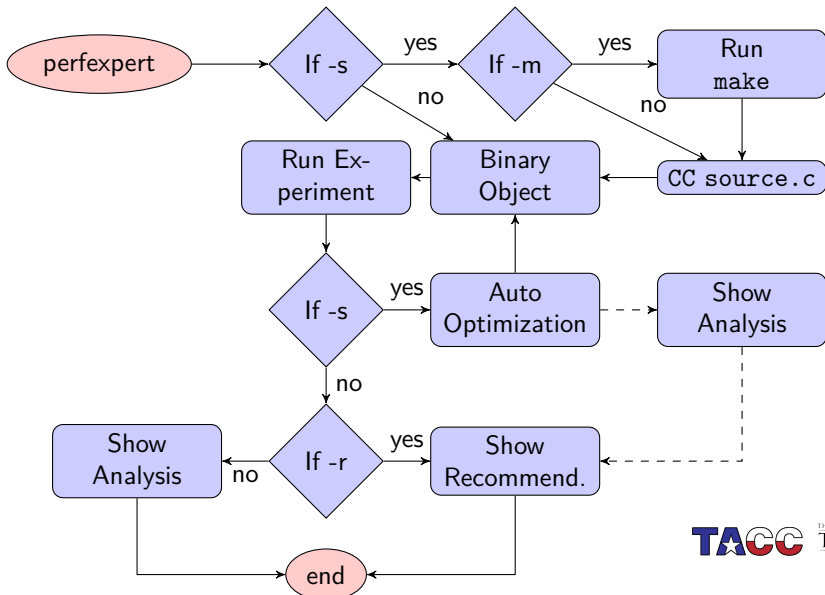 perfexpert
If -s
yes
If -m
yes
Run
make
no
no
Run Ex-
periment
Binary
Object
CC source.c
If -s
yes
Auto
Optimization
Show
Analysis
no
Show
Analysis
no
If -r
yes
Show
Recommend.
TACC
end